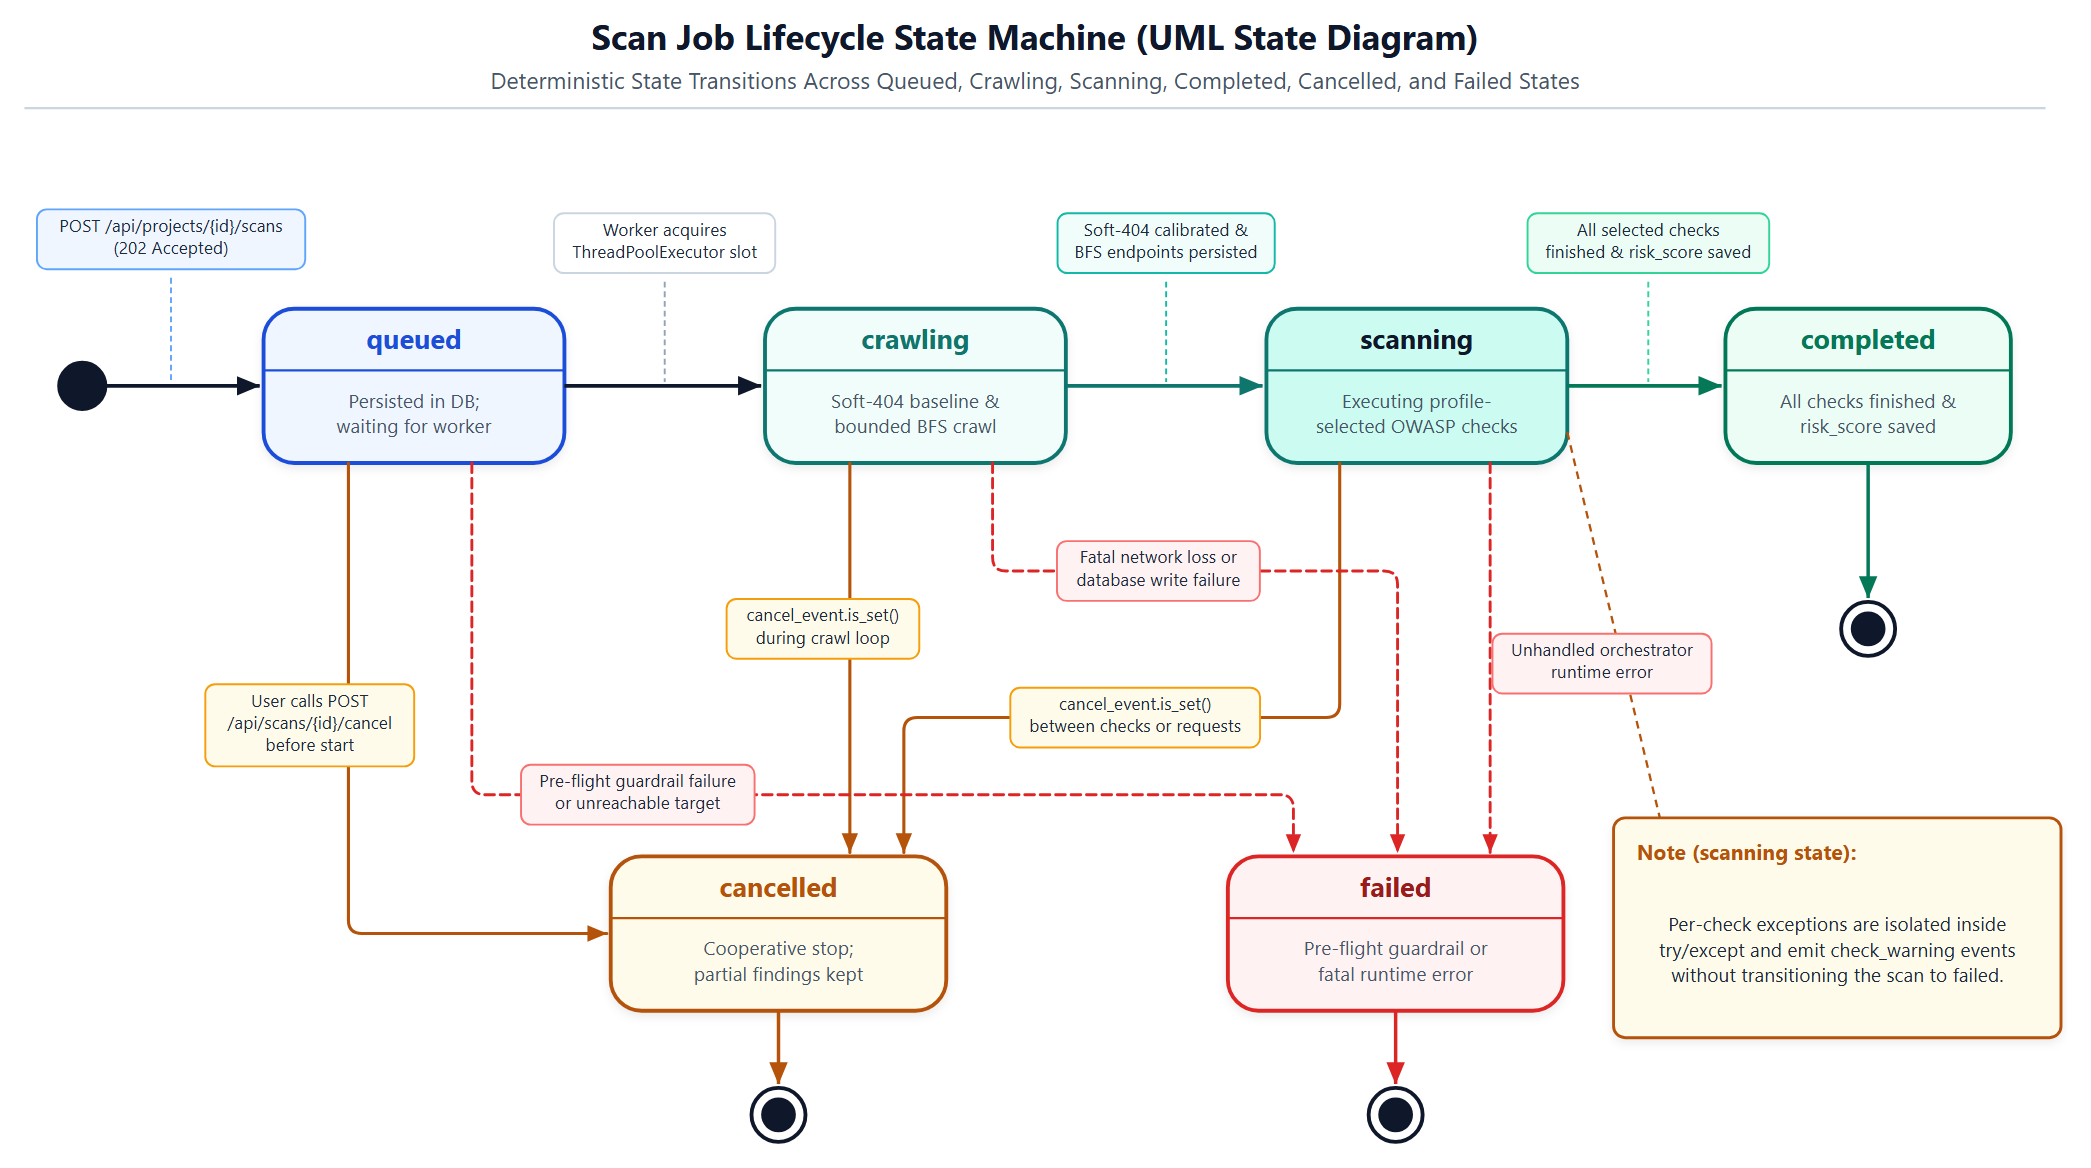 Scan Job Lifecycle State Machine (UML State Diagram)
Deterministic State Transitions Across Queued, Crawling, Scanning, Completed, Cancelled, and Failed States
POST /api/projects/{id}/scans
(202 Accepted)
Worker acquires
ThreadPoolExecutor slot
Soft-404 calibrated &
BFS endpoints persisted
All selected checks
finished & risk_score saved
queued
Persisted in DB;
waiting for worker
crawling
Soft-404 baseline &
bounded BFS crawl
scanning
Executing profile-
selected OWASP checks
completed
All checks finished &
risk_score saved
Fatal network loss or
database write failure
cancel_event.is_set()
during crawl loop
Unhandled orchestrator
runtime error
User calls POST
/api/scans/{id}/cancel
before start
cancel_event.is_set()
between checks or requests
Pre-flight guardrail failure
or unreachable target
cancelled
Cooperative stop;
partial findings kept
failed
Pre-flight guardrail or
fatal runtime error
Note (scanning state):
Per-check exceptions are isolated inside
try/except and emit check_warning events
without transitioning the scan to failed.